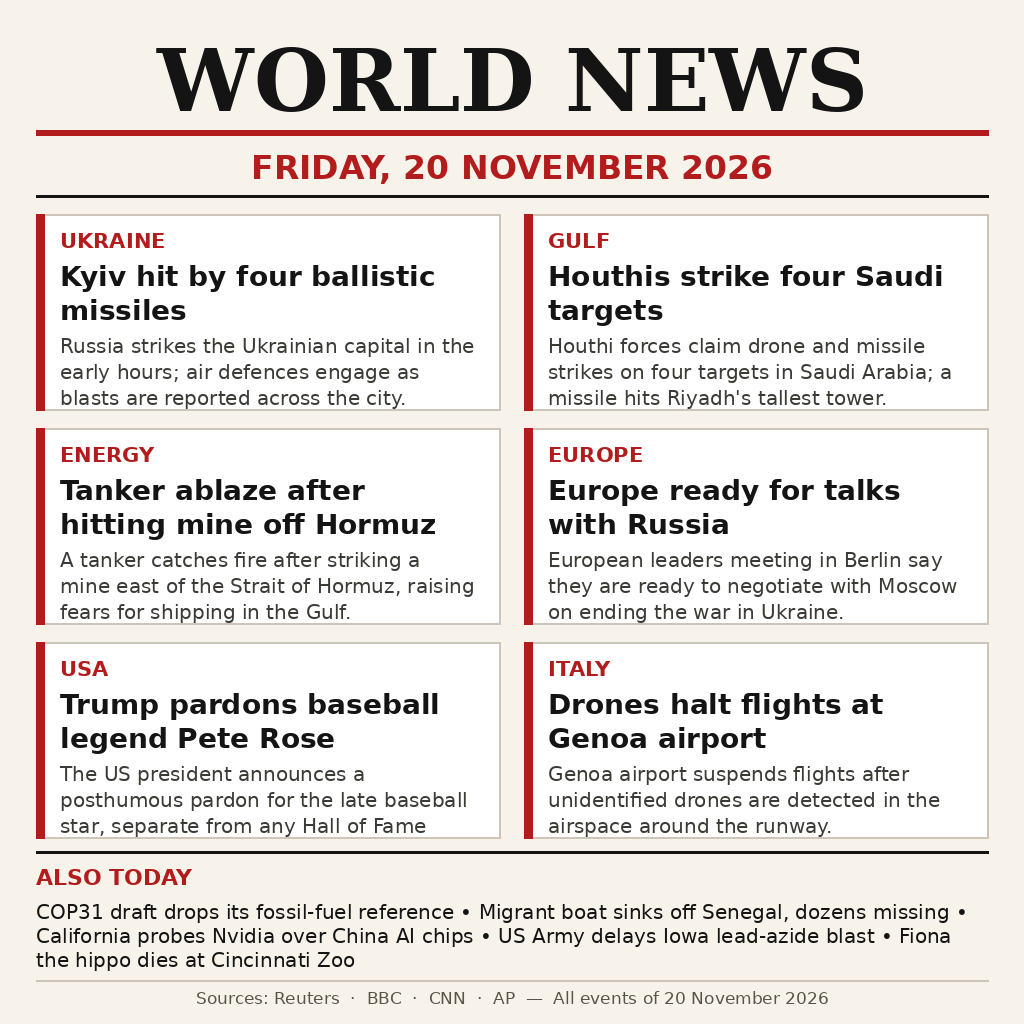 WORLD NEWS
FRIDAY, 20 NOVEMBER 2026
UKRAINE
Kyiv hit by four ballistic
missiles
Russia strikes the Ukrainian capital in the
early hours; air defences engage as
blasts are reported across the city.
GULF
Houthis strike four Saudi
targets
Houthi forces claim drone and missile
strikes on four targets in Saudi Arabia; a
missile hits Riyadh's tallest tower.
ENERGY
Tanker ablaze after
hitting mine off Hormuz
A tanker catches fire after striking a
mine east of the Strait of Hormuz, raising
fears for shipping in the Gulf.
EUROPE
Europe ready for talks
with Russia
European leaders meeting in Berlin say
they are ready to negotiate with Moscow
on ending the war in Ukraine.
USA
Trump pardons baseball
legend Pete Rose
The US president announces a
posthumous pardon for the late baseball
star, separate from any Hall of Fame
ITALY
Drones halt flights at
Genoa airport
Genoa airport suspends flights after
unidentified drones are detected in the
airspace around the runway.
ALSO TODAY
COP31 draft drops its fossil-fuel reference • Migrant boat sinks off Senegal, dozens missing •
California probes Nvidia over China AI chips • US Army delays Iowa lead-azide blast • Fiona
the hippo dies at Cincinnati Zoo
Sources: Reuters · BBC · CNN · AP — All events of 20 November 2026